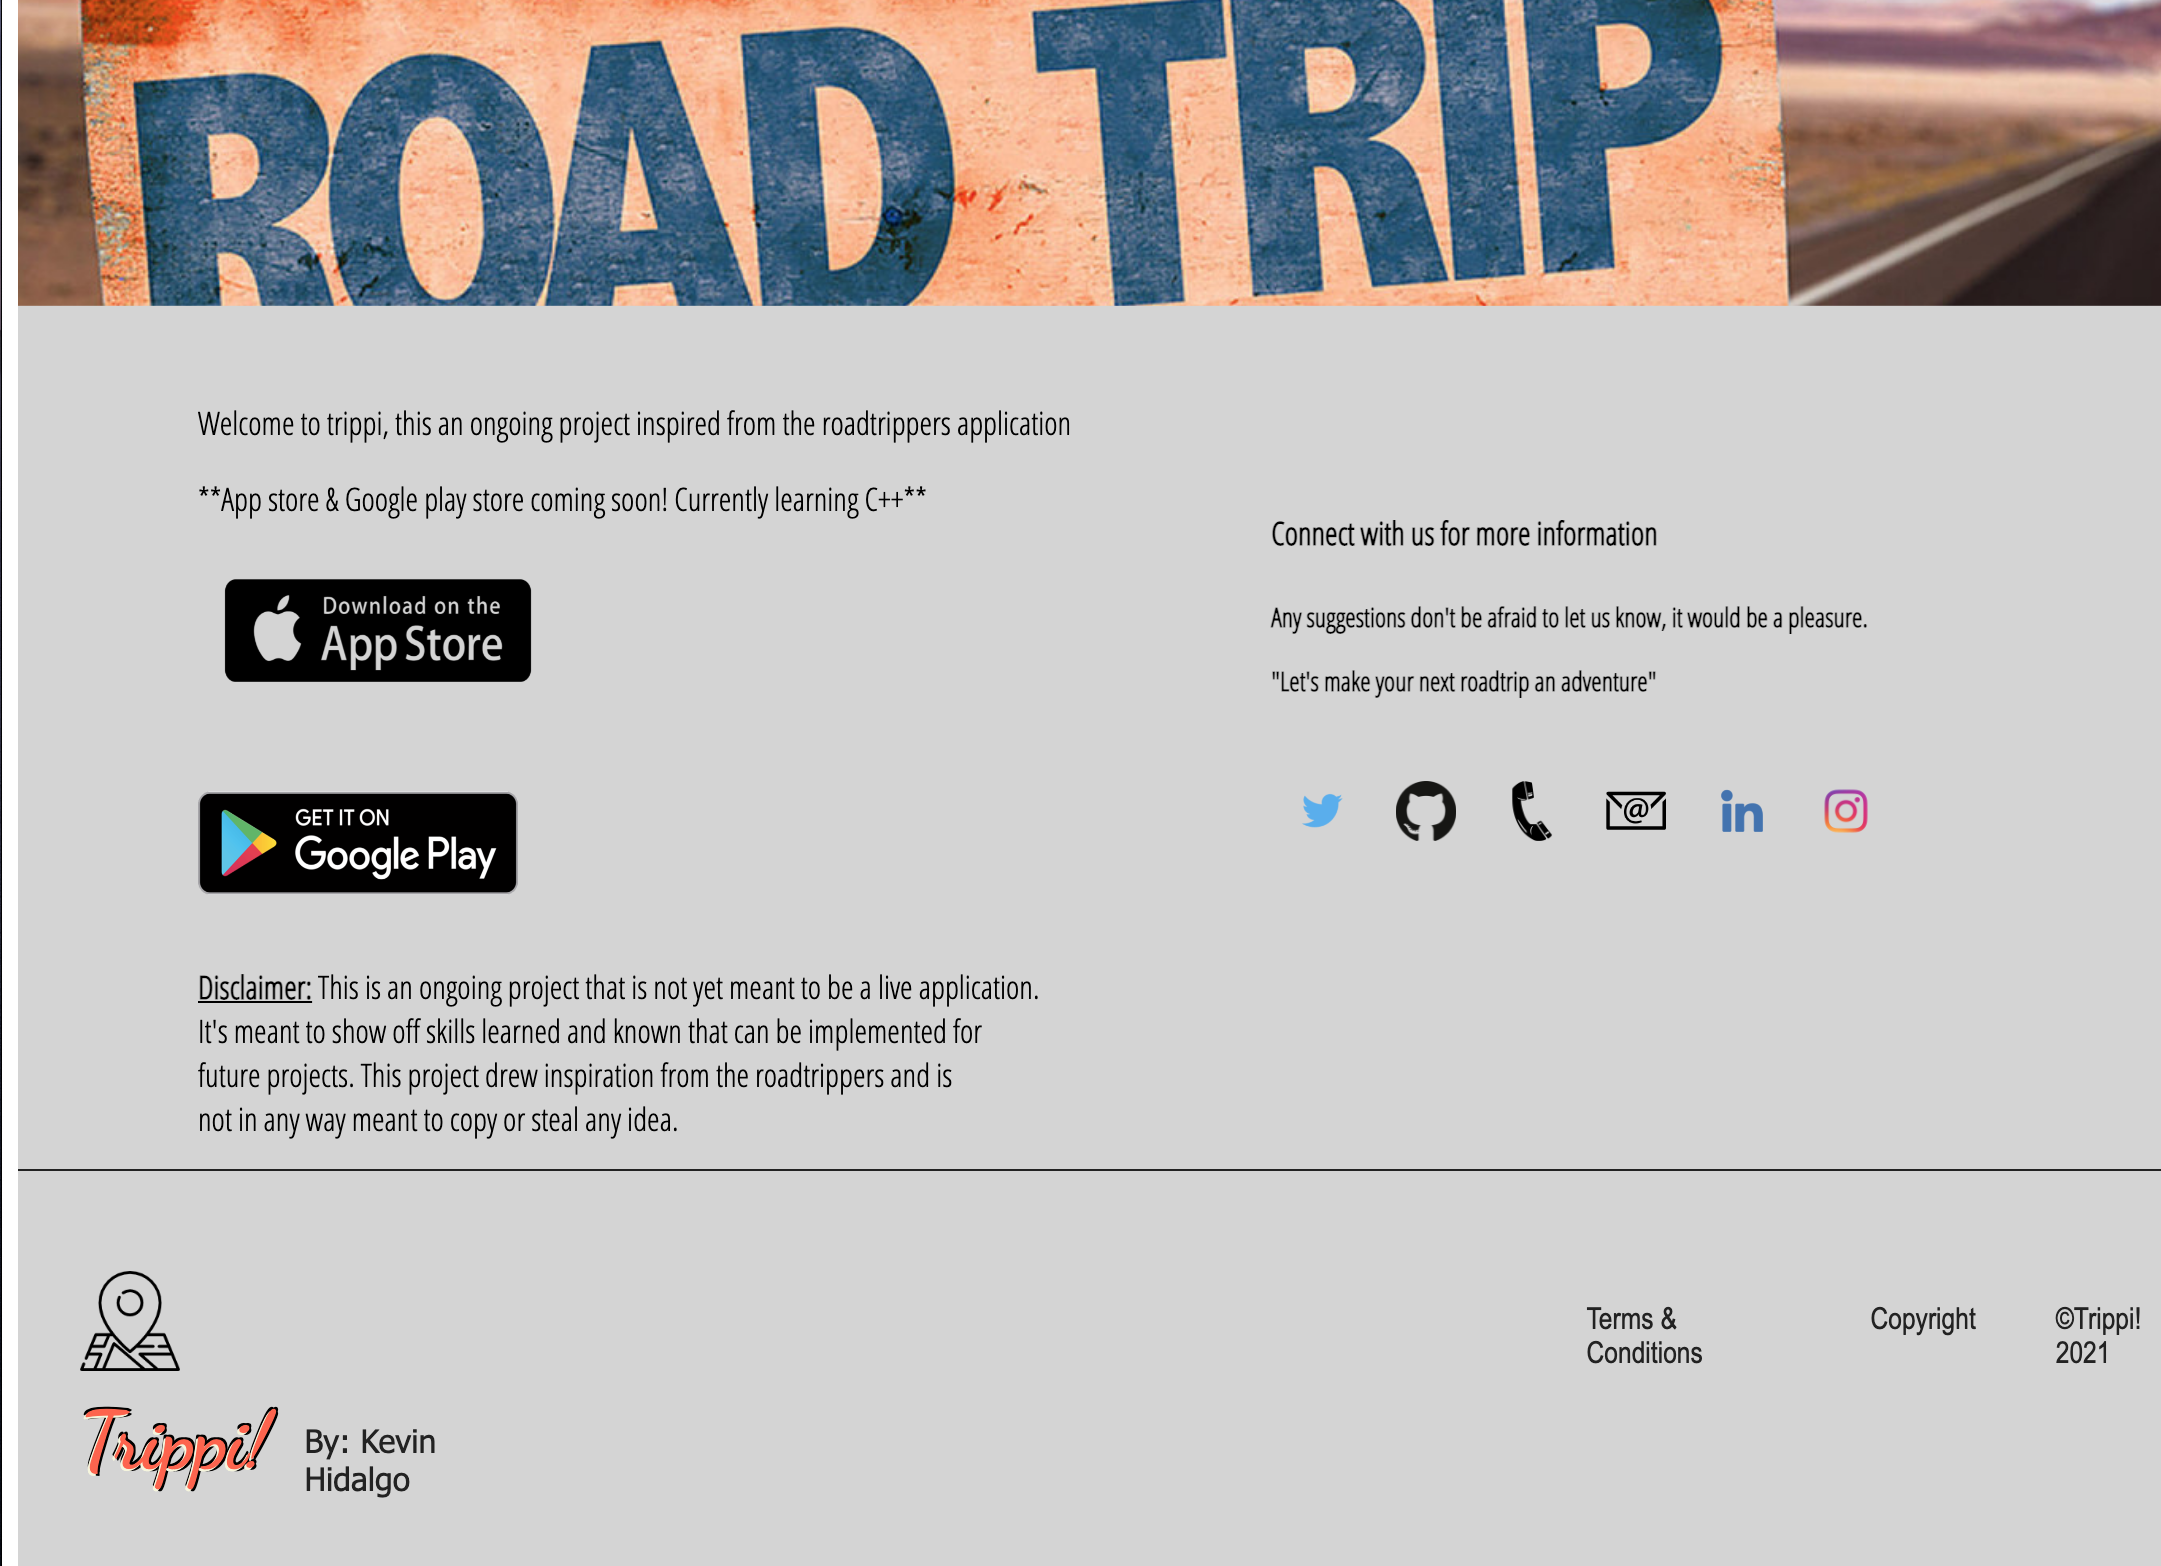 ROAD TRIP
Welcome to trippi, this an ongoing project inspired from the roadtrippers application
**App store & Google play store coming soon! Currently learning C++**
Download on the
App Store
GET IT ON
Google Play
Disclaimer: This is an ongoing project that is not yet meant to be a live application.
It's meant to show off skills learned and known that can be implemented for
future projects. This project drew inspiration from the roadtrippers and is
not in any way meant to copy or steal any idea.
Connect with us for more information
Any suggestions don't be afraid to let us know, it would be a pleasure.
"Let's make your next roadtrip an adventure"
@
in
Trippi!
By: Kevin
Hidalgo
Terms &
Conditions
Copyright
©Trippi!
2021